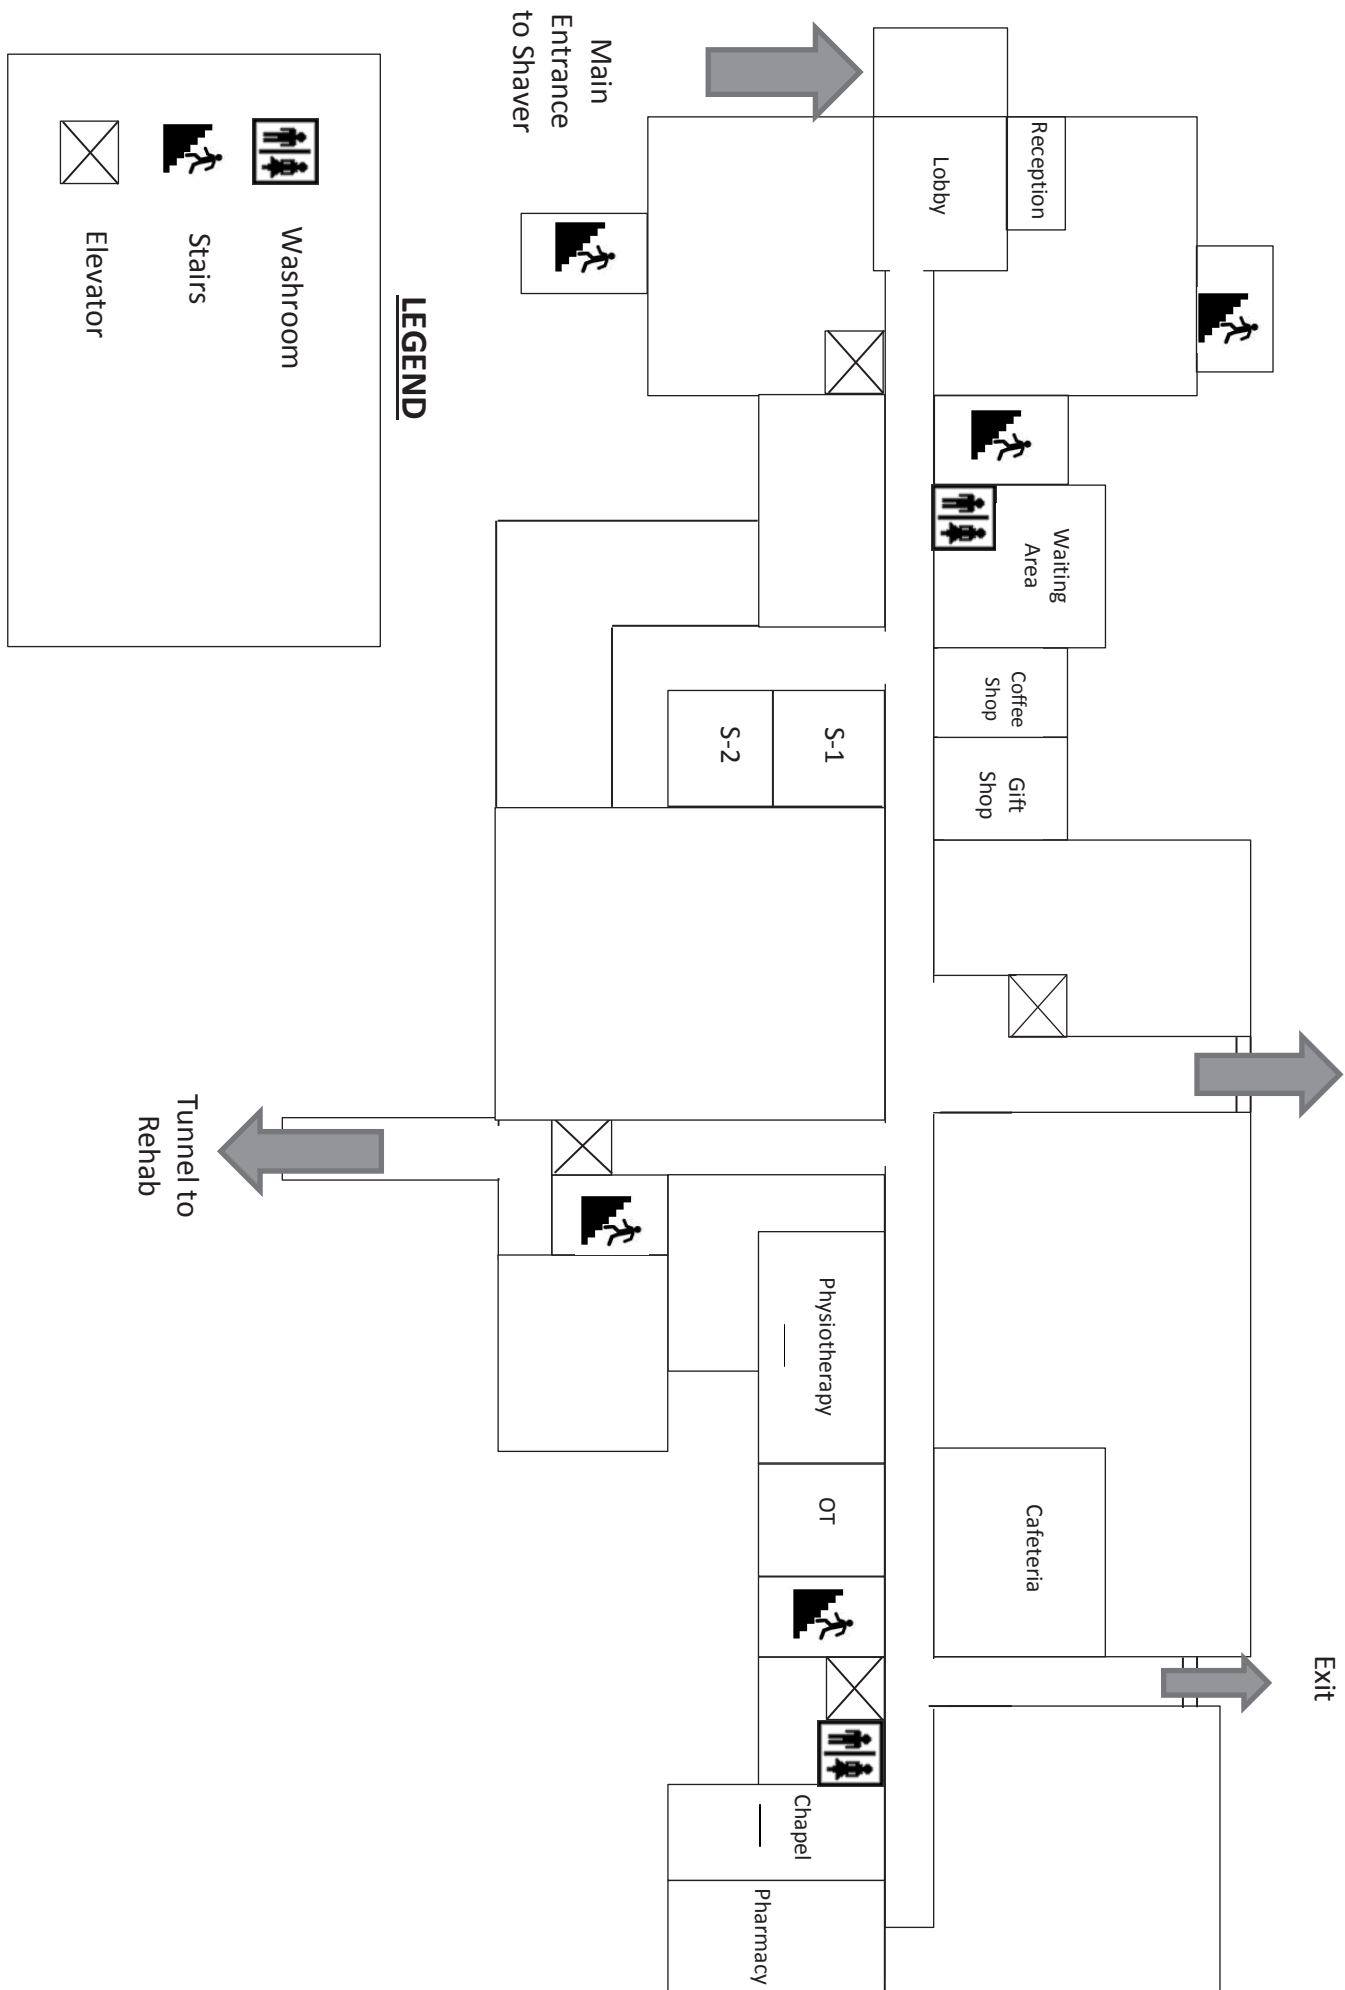 Main
Entrance
to Shaver
Reception
Lobby
Waiting
Area
Coffee
Shop
Gift
Shop
S-1
S-2
Tunnel to
Rehab
Physiotherapy
OT
Cafeteria
Exit
Chapel
Pharmacy
LEGEND
Washroom
Stairs
Elevator